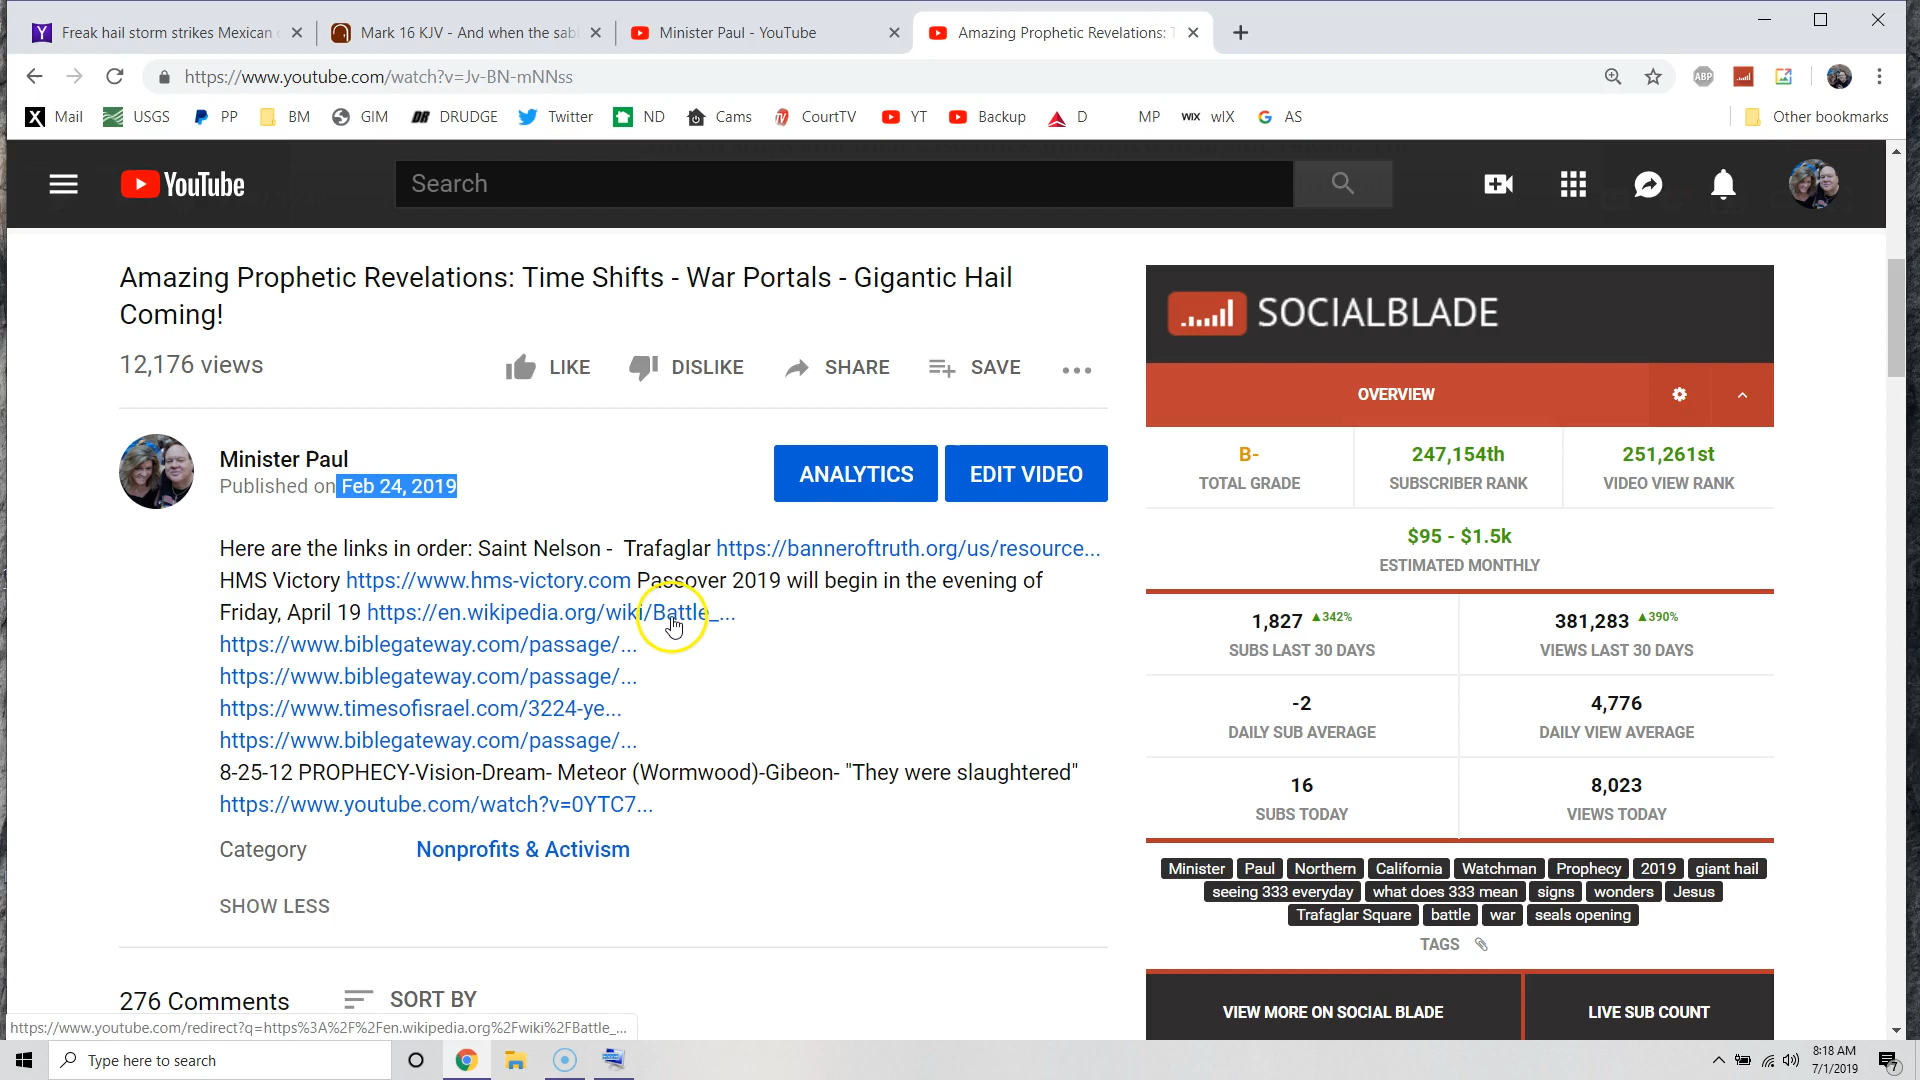 Freak hail storm strikes Mexican
Mark 16 KJV - And when the sab
Minister Paul - YouTube
Amazing Prophetic Revelations: T
https://www.youtube.com/watch?v=Jv-BN-mNNss
ABP
Mail USGS PP BM GIM DRUDGE Twitter ND Cams CourtTV YT Backup D MP WIX wIX AS Other bookmarks
YouTube
Search
Amazing Prophetic Revelations: Time Shifts - War Portals - Gigantic Hail
Coming!
12,176 views
LIKE DISLIKE SHARE SAVE
Minister Paul
Published on Feb 24, 2019
ANALYTICS EDIT VIDEO
Here are the links in order: Saint Nelson - Trafaglar https://banneroftruth.org/us/resource...
HMS Victory https://www.hms-victory.com Passover 2019 will begin in the evening of
Friday, April 19 https://en.wikipedia.org/wiki/Battle_...
https://www.biblegateway.com/passage/...
https://www.biblegateway.com/passage/...
https://www.timesofisrael.com/3224-ye...
https://www.biblegateway.com/passage/...
8-25-12 PROPHECY-Vision-Dream- Meteor (Wormwood)-Gibeon- "They were slaughtered"
https://www.youtube.com/watch?v=0YTC7...
Category Nonprofits & Activism
SHOW LESS
276 Comments SORT BY
SOCIALBLADE
OVERVIEW
B- 247,154th 251,261st
TOTAL GRADE SUBSCRIBER RANK VIDEO VIEW RANK
$95 - $1.5k
ESTIMATED MONTHLY
1,827 ▲342% 381,283 ▲390%
SUBS LAST 30 DAYS VIEWS LAST 30 DAYS
-2 4,776
DAILY SUB AVERAGE DAILY VIEW AVERAGE
16 8,023
SUBS TODAY VIEWS TODAY
Minister Paul Northern California Watchman Prophecy 2019 giant hail
seeing 333 everyday what does 333 mean signs wonders Jesus
Trafaglar Square battle war seals opening
TAGS
VIEW MORE ON SOCIAL BLADE LIVE SUB COUNT
https://www.youtube.com/redirect?q=https%3A%2F%2Fen.wikipedia.org%2Fwiki%2FBattle_...
Type here to search
8:18 AM
7/1/2019
7